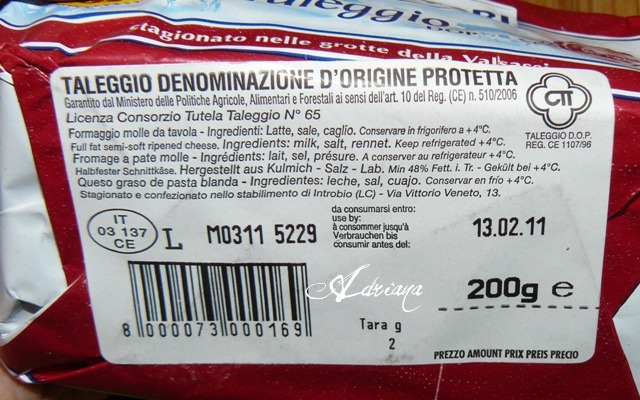 Taleggio
DOP
stagionato nelle grotte della Valsassi
TALEGGIO DENOMINAZIONE D'ORIGINE PROTETTA
Garantito dal Ministero delle Politiche Agricole, Alimentari e Forestali ai sensi dell'art. 10 del Reg. (CE) n. 510/2006
Licenza Consorzio Tutela Taleggio N° 65
Formaggio molle da tavola - Ingredienti: Latte, sale, caglio. Conservare in frigorifero a +4°C.
Full fat semi-soft ripened cheese. Ingredients: milk, salt, rennet. Keep refrigerated +4°C.
Fromage a pate molle - Ingrédients: lait, sel, présure. A conserver au refrigerateur +4°C.
Halbfester Schnittkäse. Hergestellt aus Kulmich - Salz - Lab. Min 48% Fett. i. Tr. - Gekült bei +4°C.
Queso graso de pasta blanda - Ingredientes: leche, sal, cuajo. Conservar en frío +4°C.
Stagionato e confezionato nello stabilimento di Introbio (LC) - Via Vittorio Veneto, 13.
CTT
TALEGGIO D.O.P.
REG. CE 1107/96
IT
03 137
CE
L M0311 5229
da consumarsi entro:
use by:
à consommer jusqu'à
Verbrauchen bis
consumir antes del:
13.02.11
Adriana
200g e
8 000073 000169
Tara g
2
PREZZO AMOUNT PRIX PREIS PRECIO